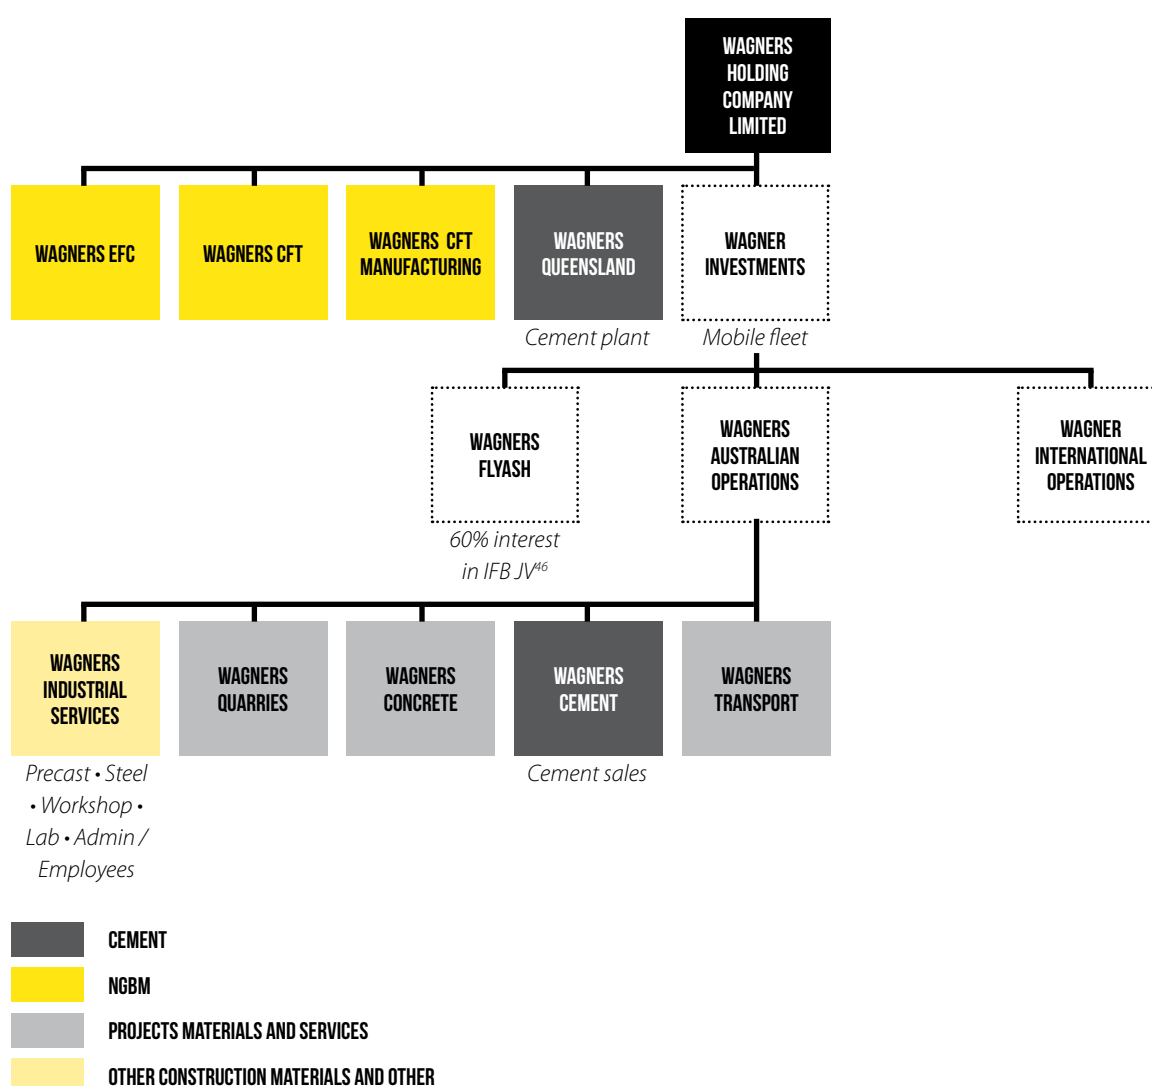 WAGNERS
HOLDING
COMPANY
LIMITED
WAGNERS EFC
WAGNERS CFT
WAGNERS CFT
MANUFACTURING
WAGNERS
QUEENSLAND
WAGNER
INVESTMENTS
Cement plant
Mobile fleet
WAGNERS
FLYASH
WAGNERS
AUSTRALIAN
OPERATIONS
WAGNER
INTERNATIONAL
OPERATIONS
60% interest
in IFB JV46
WAGNERS
INDUSTRIAL
SERVICES
WAGNERS
QUARRIES
WAGNERS
CONCRETE
WAGNERS
CEMENT
WAGNERS
TRANSPORT
Precast • Steel
• Workshop •
Lab • Admin /
Employees
Cement sales
CEMENT
NGBM
PROJECTS MATERIALS AND SERVICES
OTHER CONSTRUCTION MATERIALS AND OTHER